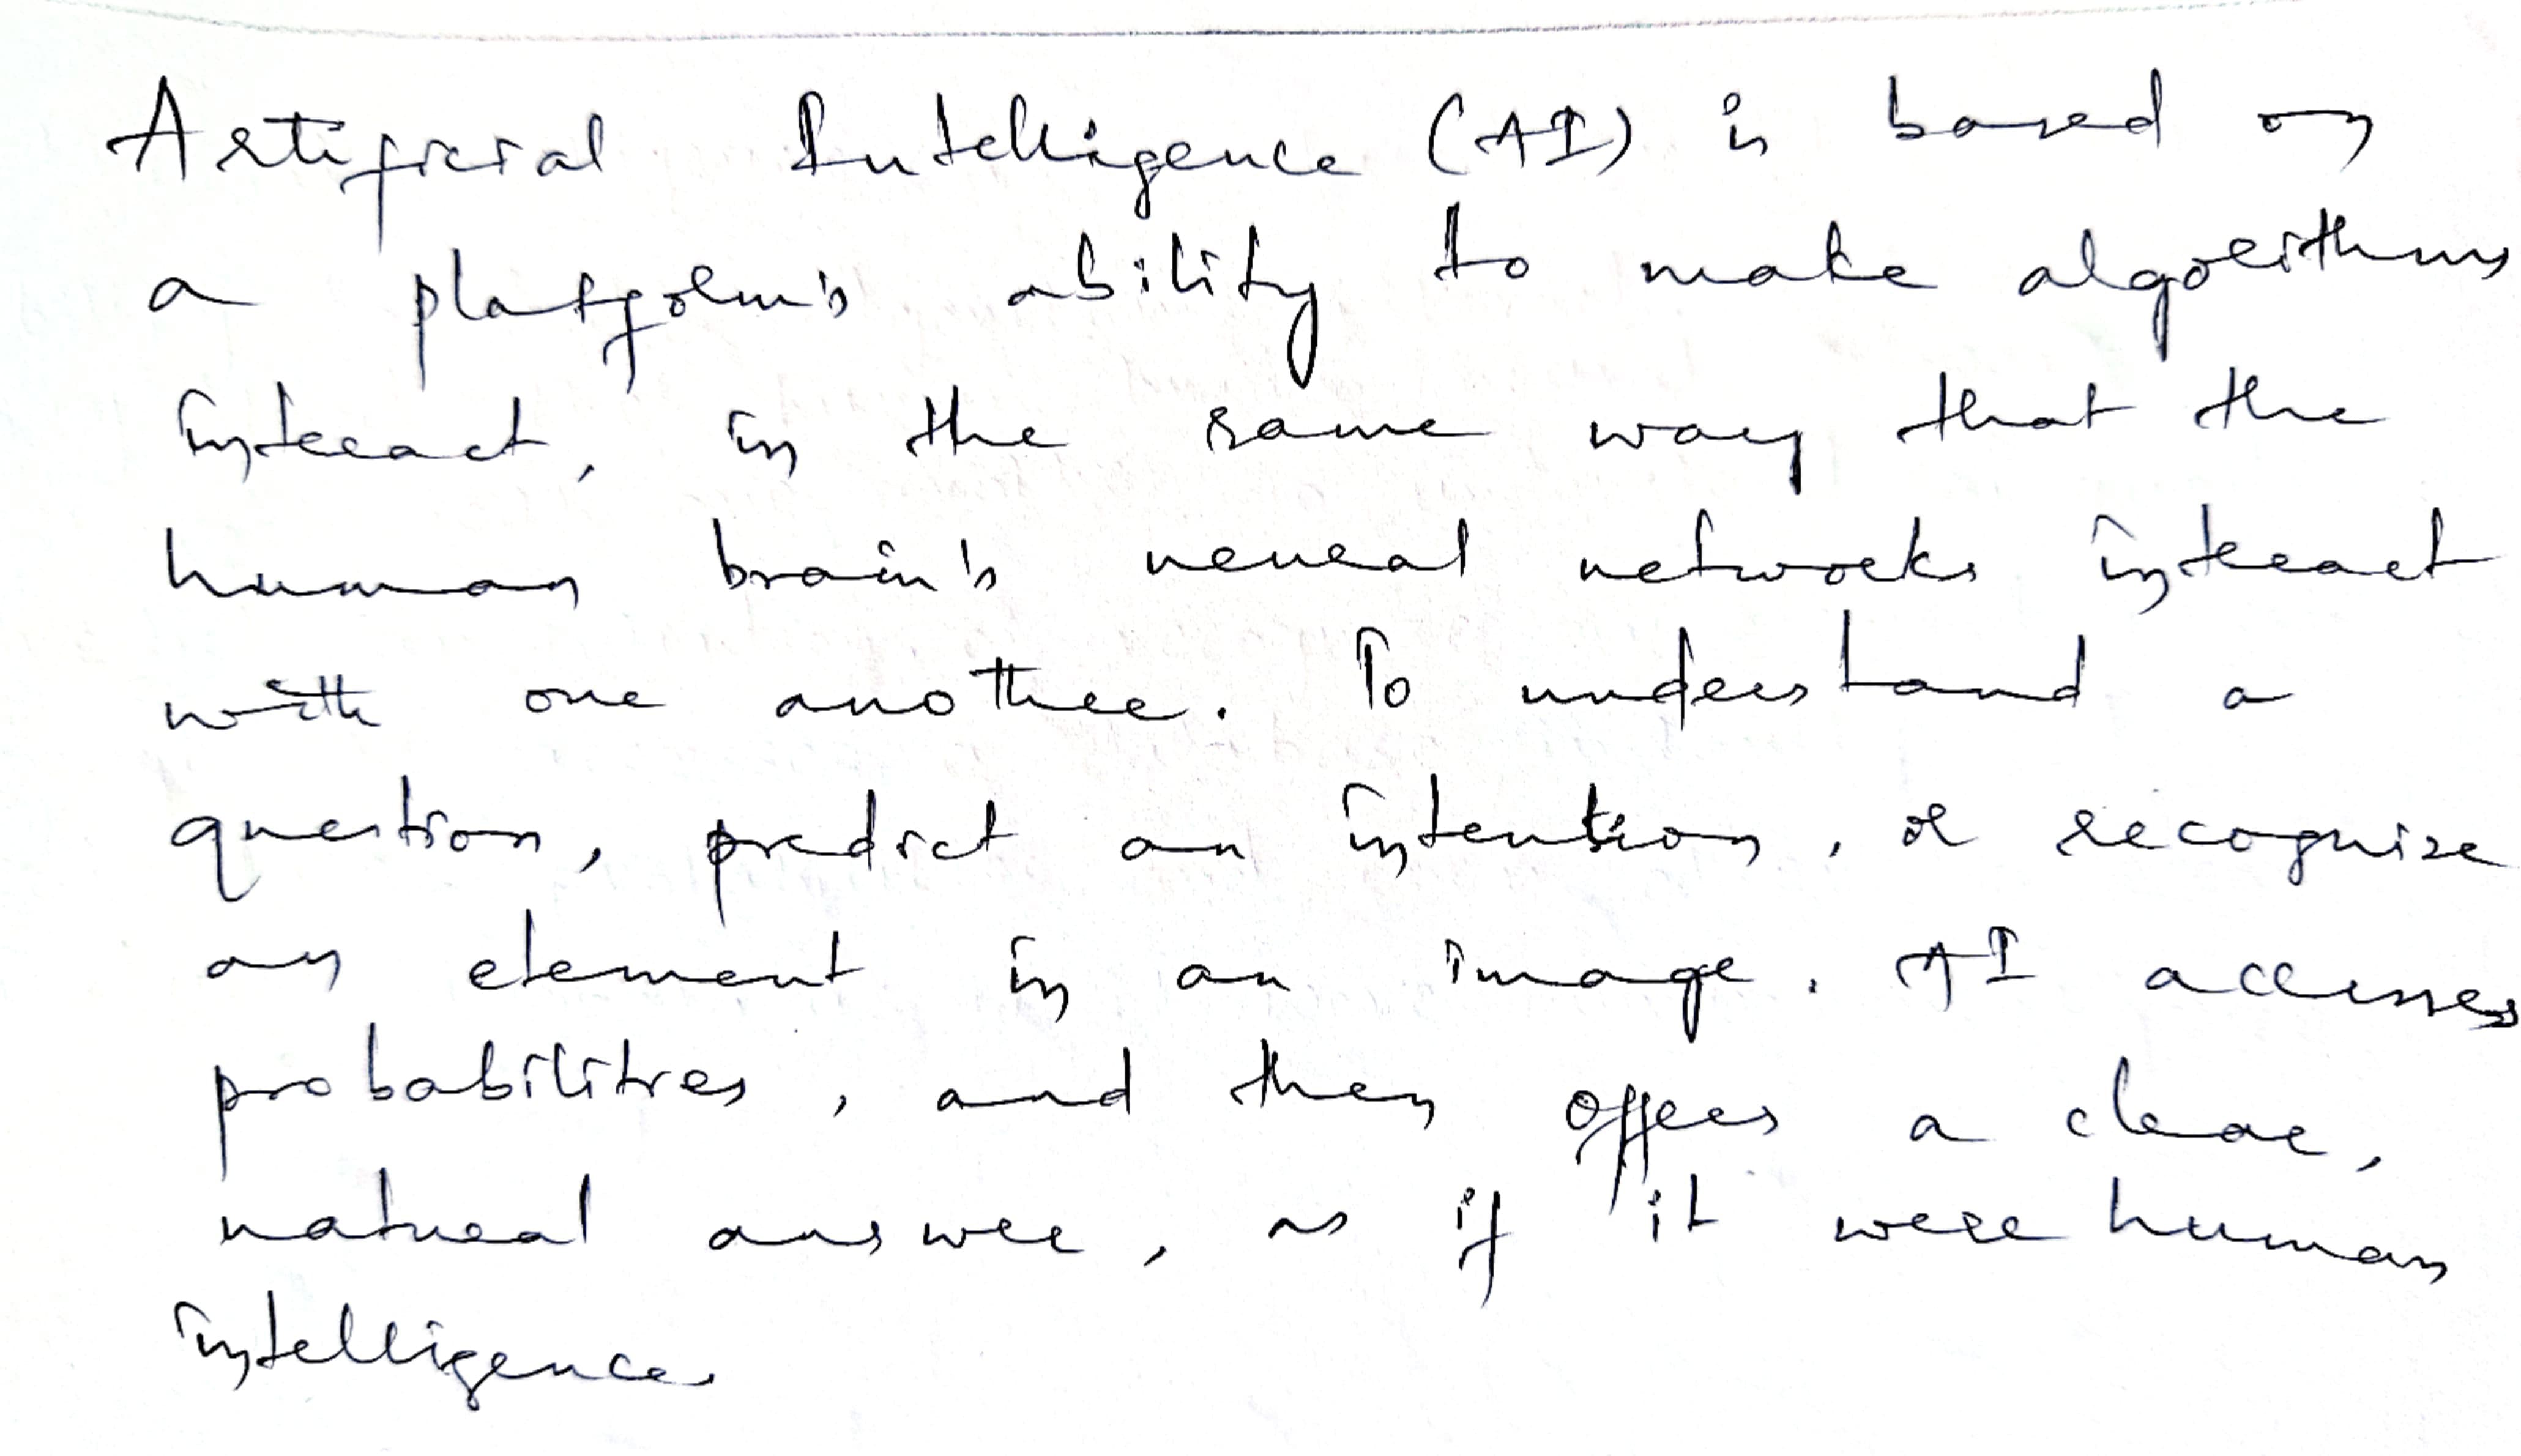 Artificial Intelligence (AI) is based on
a platform's ability to make algorithms
interact, in the same way that the
human brain's neural networks interact
with one another. To understand a
question, predict an intention, or recognize
any element in an image. AI accesses
probabilities, and then offers a clear,
natural answer, as if it were human
intelligence.